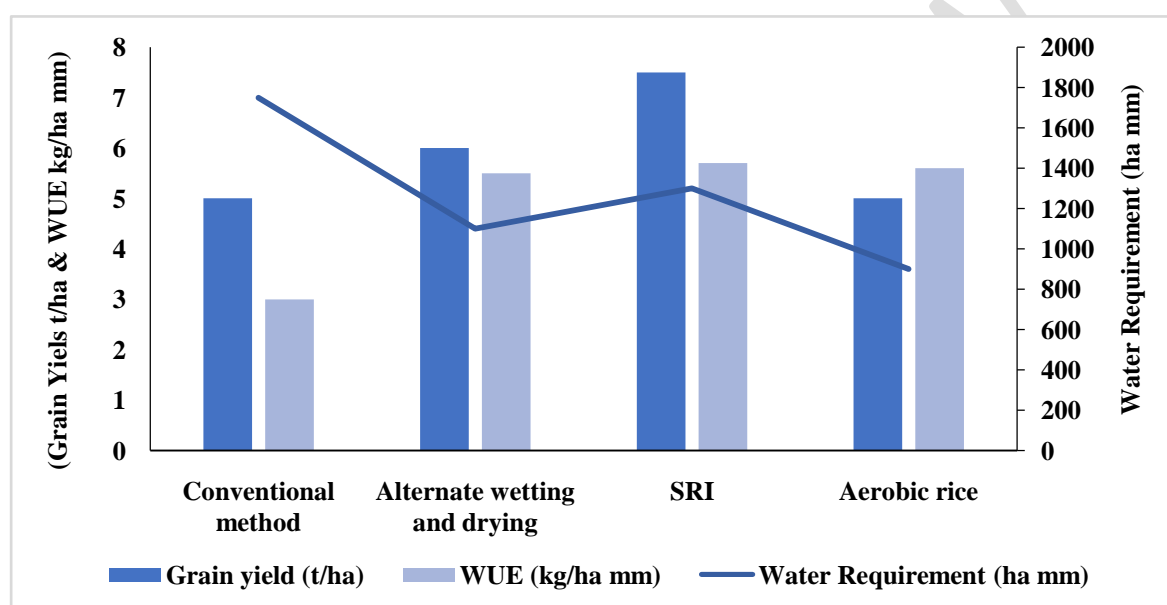 (Grain Yiels t/ha & WUE kg/ha mm)
8
7
6
5
4
3
2
1
0
2000
1800
1600
1400
1200
1000
800
600
400
200
0
Water Requirement (ha mm)
Conventional
method
Alternate wetting
and drying
SRI
Aerobic rice
Grain yield (t/ha)
WUE (kg/ha mm)
Water Requirement (ha mm)